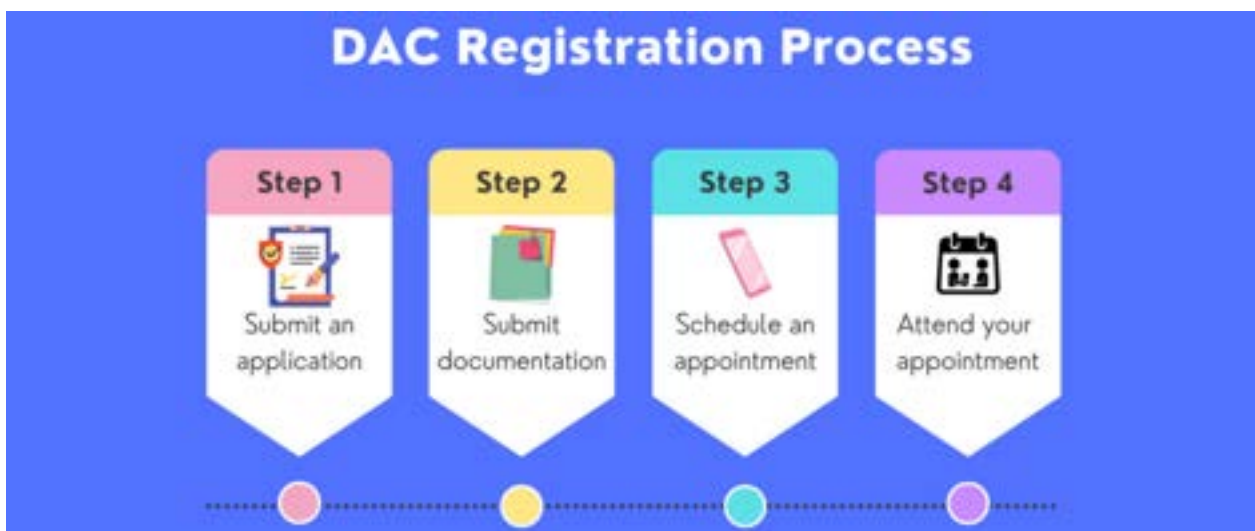 DAC Registration Process
Step 1
Submit an
application
Step 2
Submit
documentation
Step 3
Schedule an
appointment
Step 4
Attend your
appointment